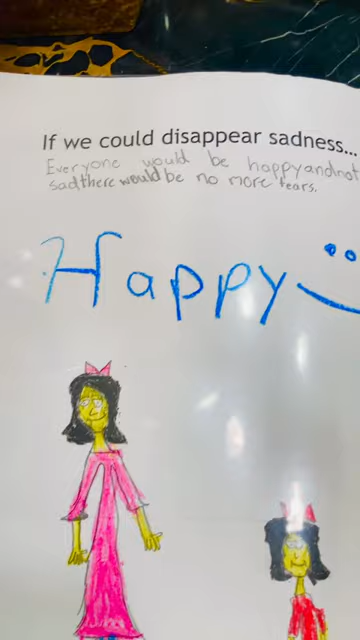 If we could disappear sadness...
Everyone would be happyandnot
sadthere would be no more tears.
Happy